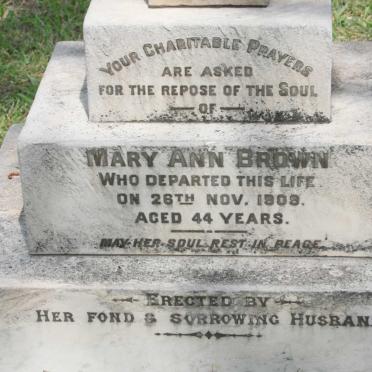 YOUR CHARITABLE PRAYERS
ARE ASKED
FOR THE REPOSE OF THE SOUL
OF
MARY ANN BROWN
WHO DEPARTED THIS LIFE
ON 26TH NOV. 1909.
AGED 44 YEARS.
MAY HER SOUL REST IN PEACE
ERECTED BY
HER FOND & SORROWING HUSBAN